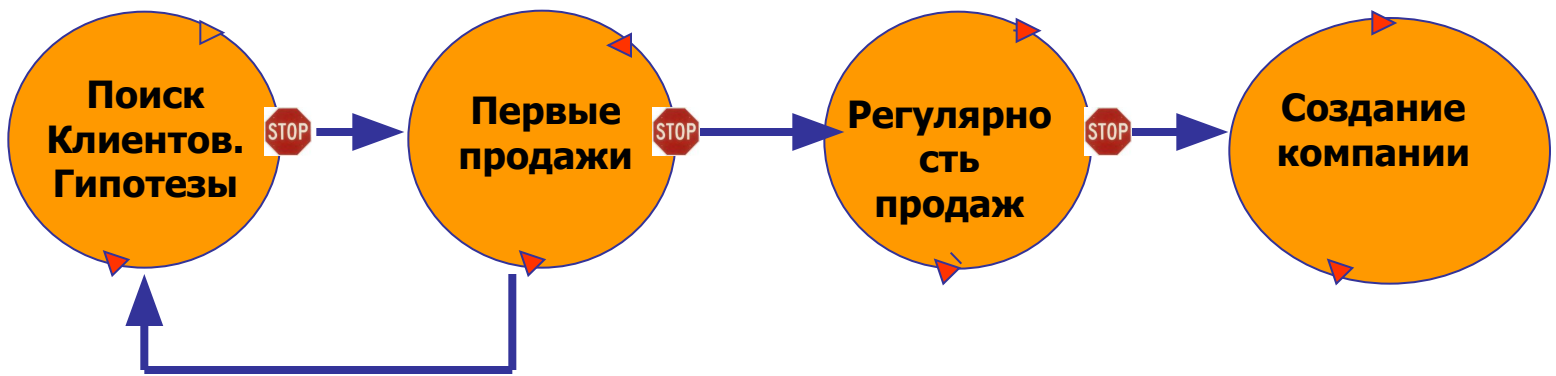 Поиск
Клиентов.
Гипотезы
STOP
Первые
продажи
STOP
Регулярно
сть
продаж
STOP
Создание
компании